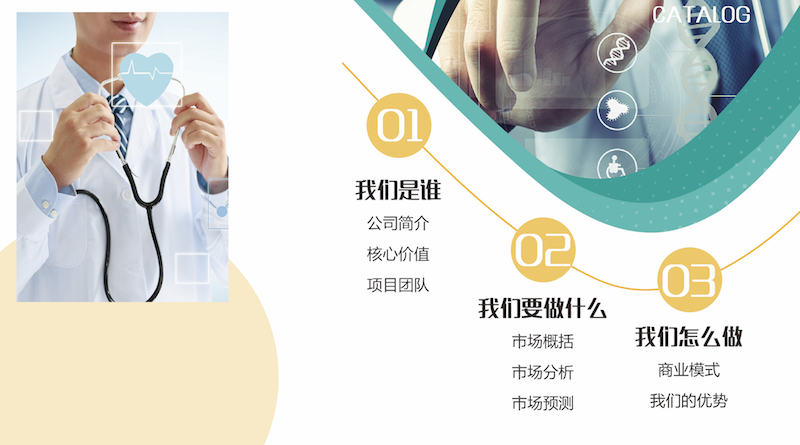 CATALOG
01
我们是谁
公司简介
核心价值
项目团队
02
我们要做什么
市场概括
市场分析
市场预测
03
我们怎么做
商业模式
我们的优势